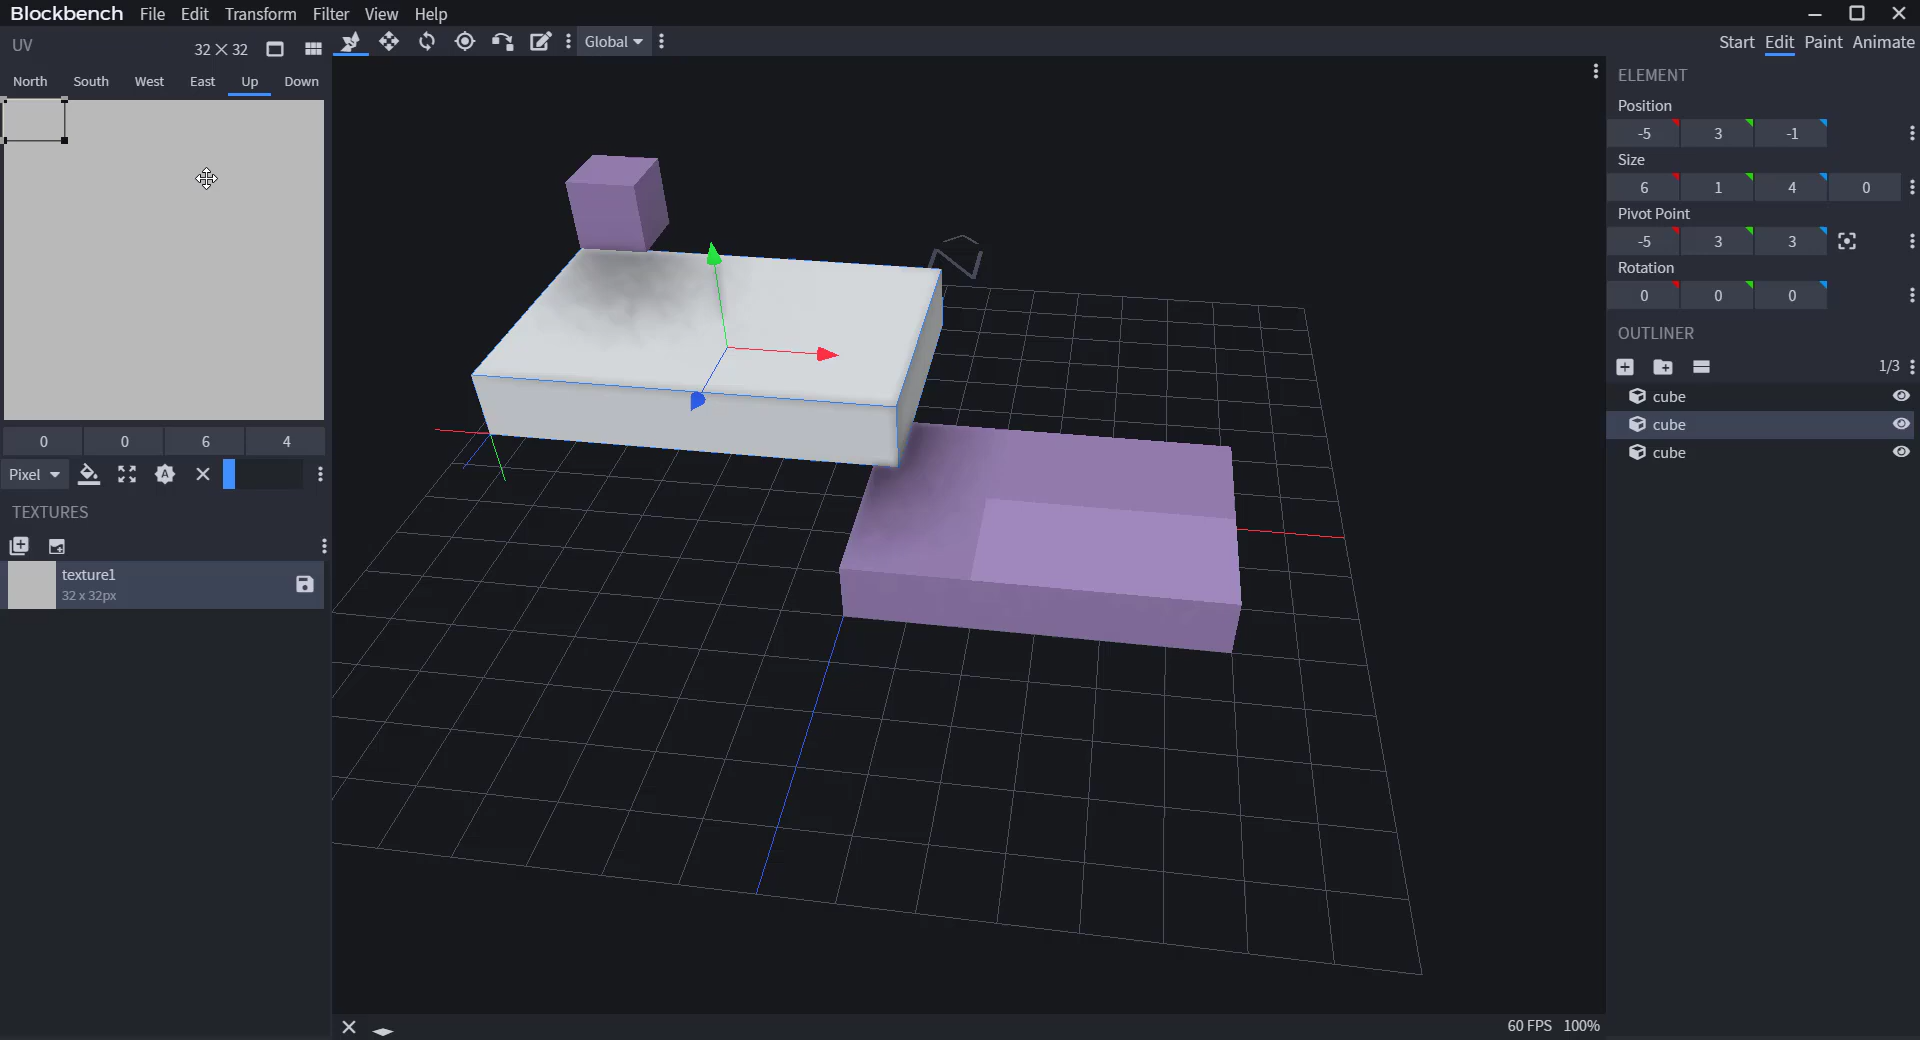 Blockbench File Edit Transform Filter View Help
UV 32×32
Global
Start Edit Paint Animate
North South West East Up Down
0 0 6 4
Pixel
TEXTURES
texture1
32 x 32px
ELEMENT
Position
-5 3 -1
Size
6 1 4 0
Pivot Point
-5 3 3
Rotation
0 0 0
OUTLINER
1/3
cube
cube
cube
N
60 FPS 100%